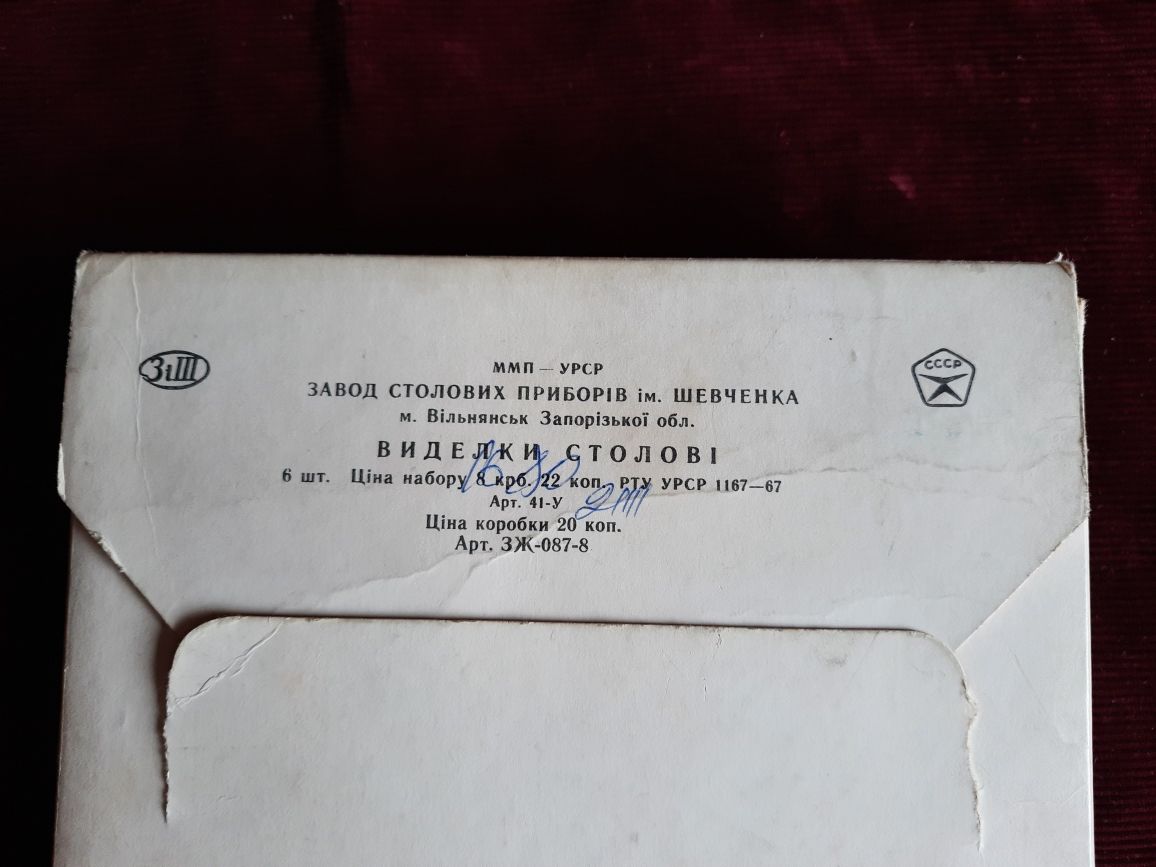 ЗіШ
ММП — УРСР
СССР
ЗАВОД СТОЛОВИХ ПРИБОРІВ ім. ШЕВЧЕНКА
м. Вільнянськ Запорізької обл.
ВИДЕЛКИ СТОЛОВІ
6 шт. Ціна набору 8 крб. 22 коп. РТУ УРСР 1167—67
Арт. 41-У
Ціна коробки 20 коп.
Арт. ЗЖ-087-8